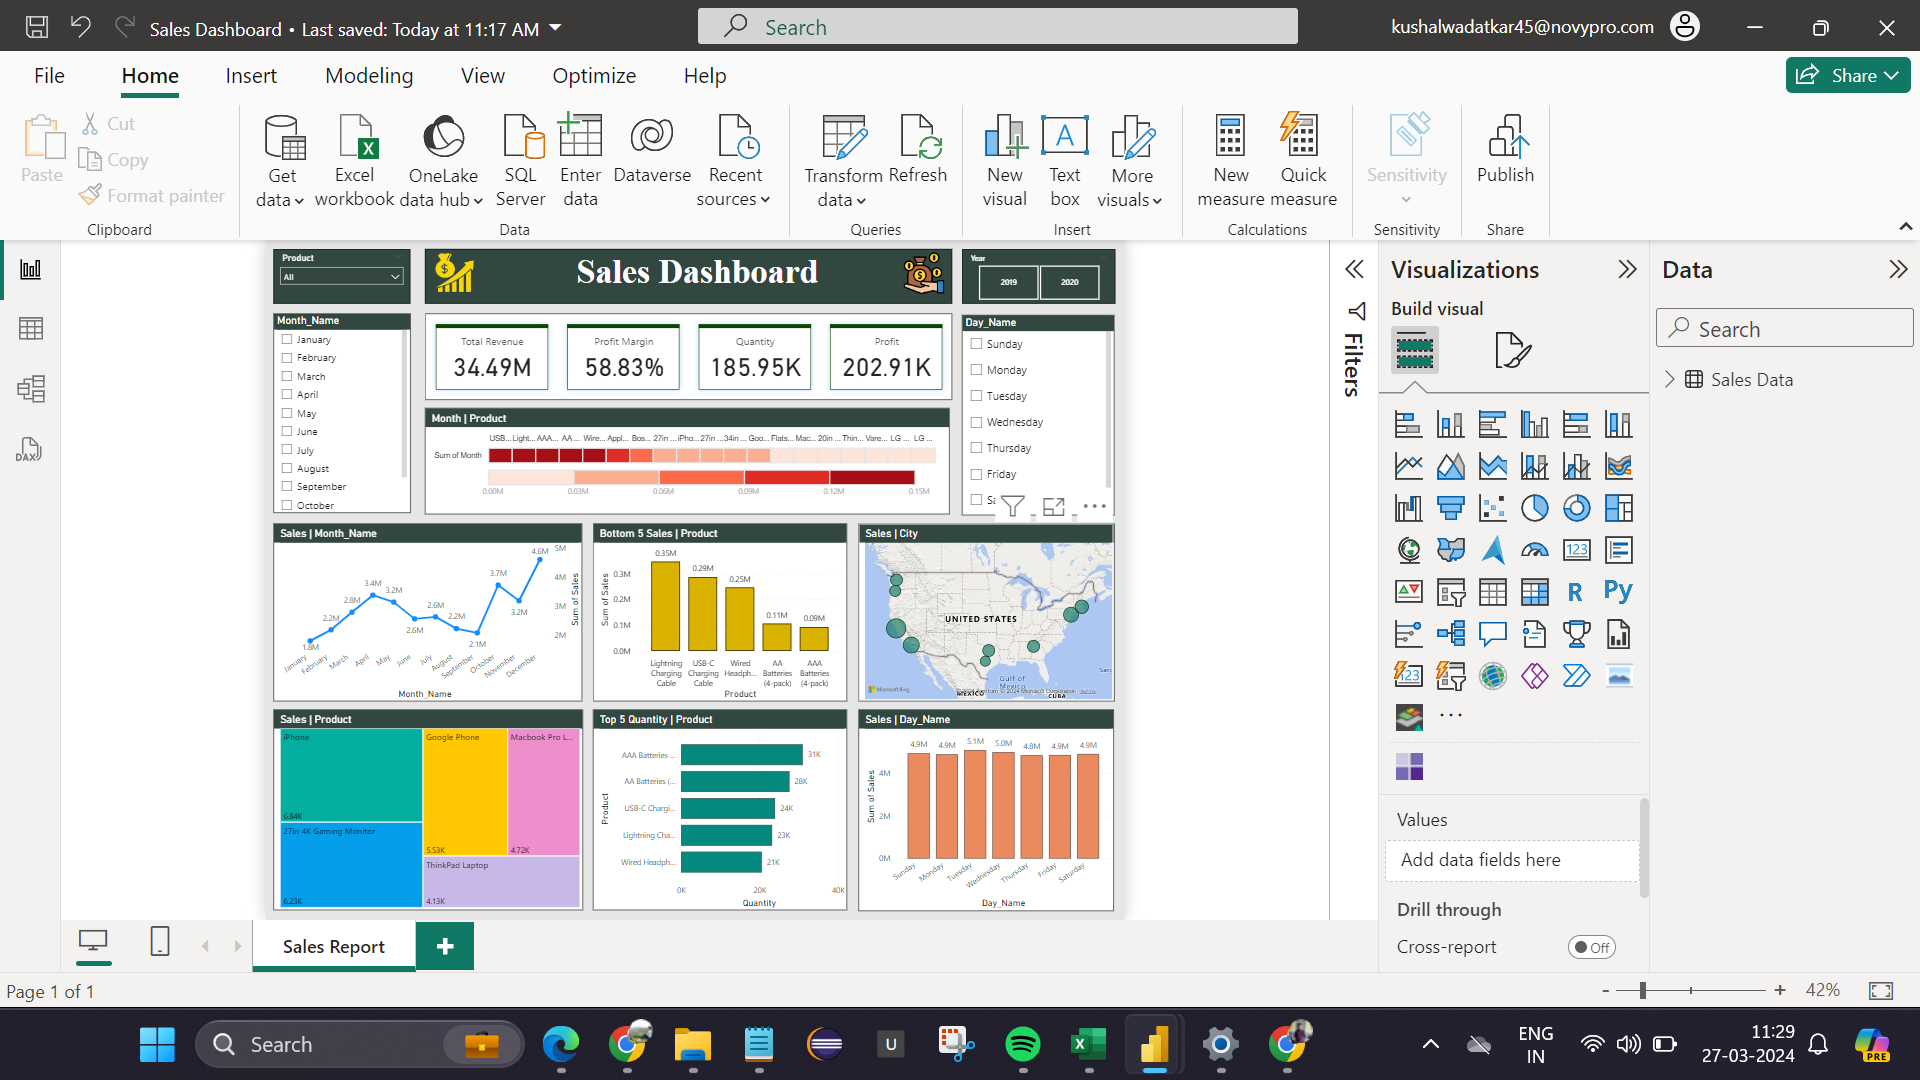 Sales Dashboard • Last saved: Today at 11:17 AM
Search
kushalwadatkar45@novypro.com
File Home Insert Modeling View Optimize Help
Share
Paste
Cut
Copy
Format painter
Clipboard
Get data
Excel workbook
OneLake data hub
SQL Server
Enter data
Dataverse
Recent sources
Data
Transform data
Refresh
Queries
New visual
Text box
More visuals
Insert
New measure
Quick measure
Calculations
Sensitivity
Sensitivity
Publish
Share
Product
All
Sales Dashboard
Year
2019 2020
Month_Name
January
February
March
April
May
June
July
August
September
October
Total Revenue
34.49M
Profit Margin
58.83%
Quantity
185.95K
Profit
202.91K
Day_Name
Sunday
Monday
Tuesday
Wednesday
Thursday
Friday
Month | Product
USB... Light... AAA... AA ... Wire... Appl... Bos... 27in ... iPho... 27in ... 34in ... Goo... Flats... Mac... 20in ... Thin... Vare... LG ... LG ...
Sum of Month
0.00M 0.03M 0.06M 0.09M 0.12M 0.15M
Sales | Month_Name
1.8M 2.2M 2.8M 3.4M 3.2M 2.6M 2.6M 2.2M 2.1M 3.7M 3.2M 4.6M
5M
4M
3M
2M
Sum of Sales
January February March April May June July August September October November December
Month_Name
Bottom 5 Sales | Product
0.35M 0.29M 0.25M 0.11M 0.09M
0.3M
0.2M
0.1M
0.0M
Sum of Sales
Lightning Charging Cable
USB-C Charging Cable
Wired Headph...
AA Batteries (4-pack)
AAA Batteries (4-pack)
Product
Sales | City
UNITED STATES
Gulf of Mexico
MEXICO
CUBA
Microsoft Bing
Sales | Product
iPhone
6.84K
27in 4K Gaming Monitor
6.23K
Google Phone
5.53K
Macbook Pro L...
4.72K
ThinkPad Laptop
4.13K
Top 5 Quantity | Product
AAA Batteries ... 31K
AA Batteries (... 28K
USB-C Chargi... 24K
Lightning Cha... 23K
Wired Headph... 21K
Product
0K 20K 40K
Quantity
Sales | Day_Name
4.9M 4.9M 5.1M 5.0M 4.8M 4.9M 4.9M
4M
2M
0M
Sum of Sales
Sunday Monday Tuesday Wednesday Thursday Friday Saturday
Day_Name
Filters
Visualizations
Build visual
123
R
Py
123
Values
Add data fields here
Drill through
Cross-report
Off
Data
Search
Sales Data
DAX
Sales Report
Page 1 of 1
- + 42%
Search
U
ENG
IN
11:29
27-03-2024
PRE